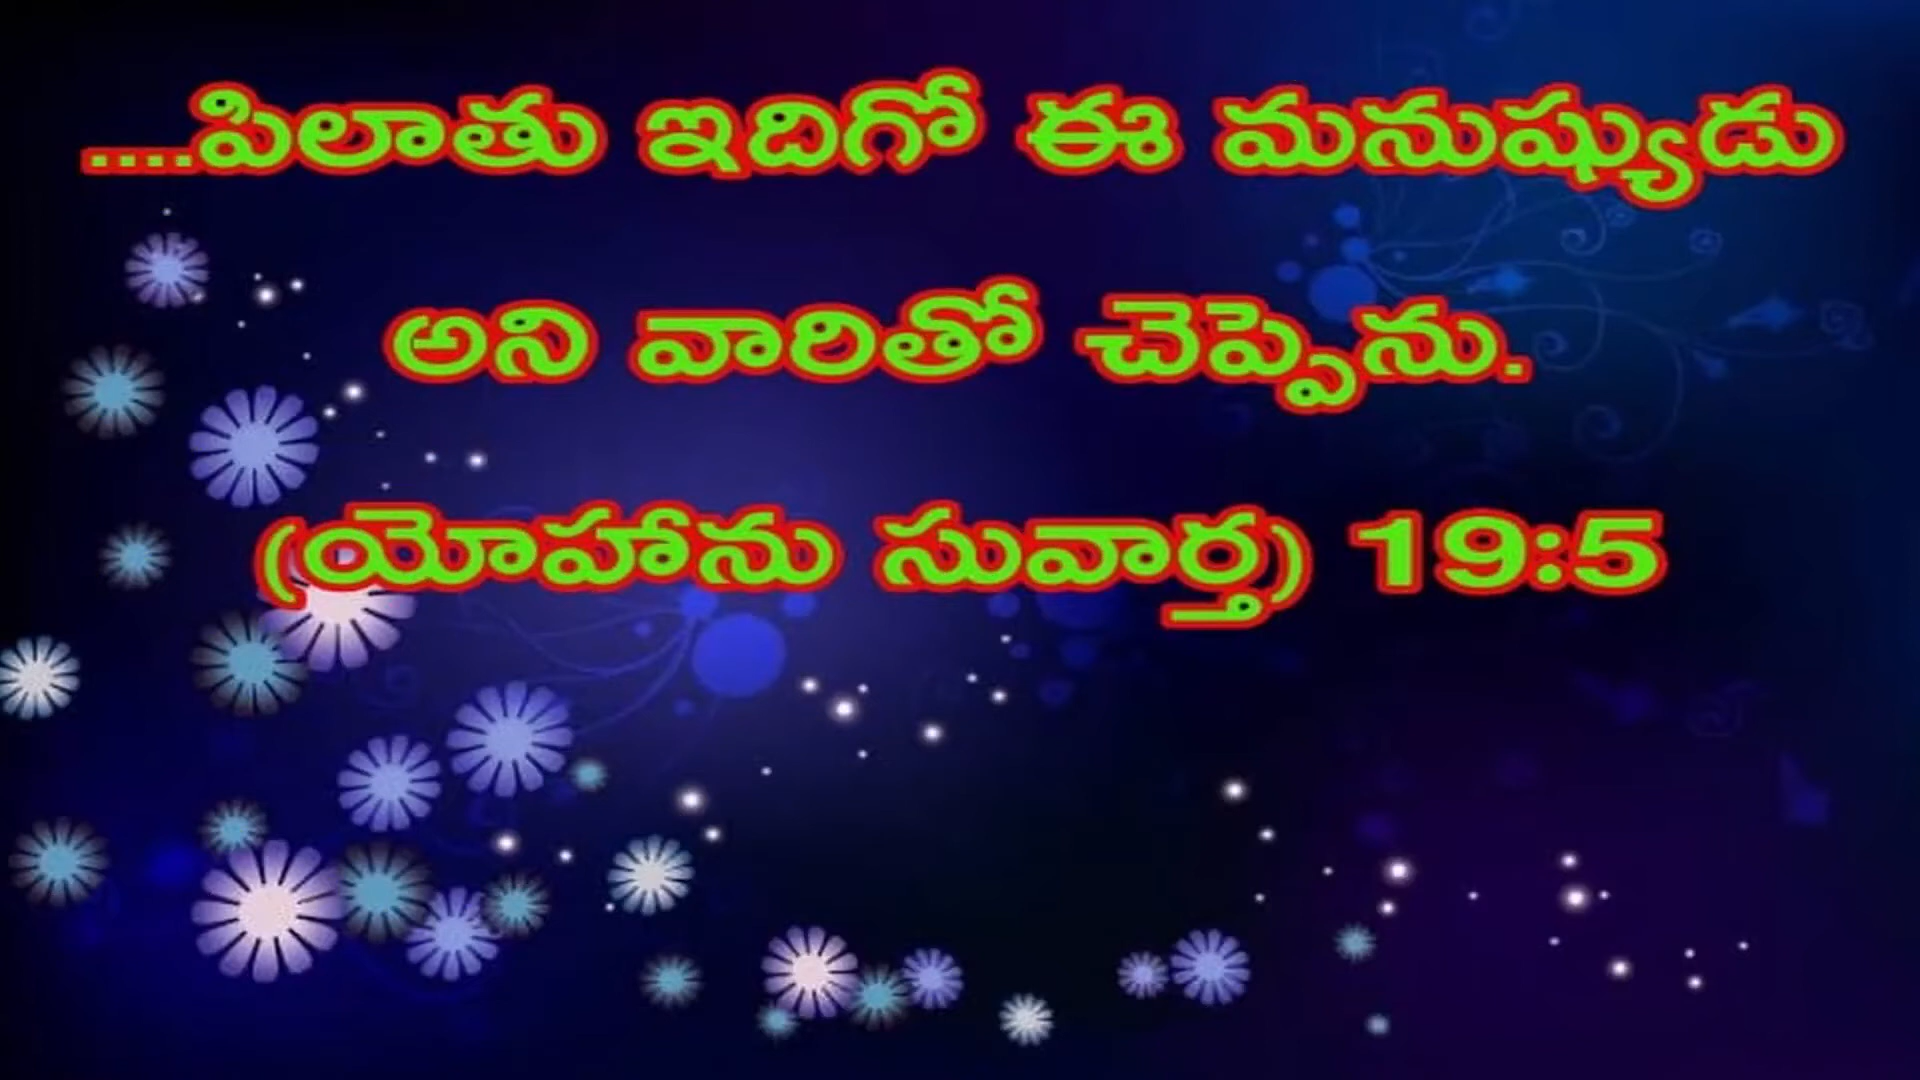 ....పిలాతు ఇదిగో ఈ మనుష్యుడు
అని వారితో చెప్పెను.
(యోహాను సువార్త) 19:5